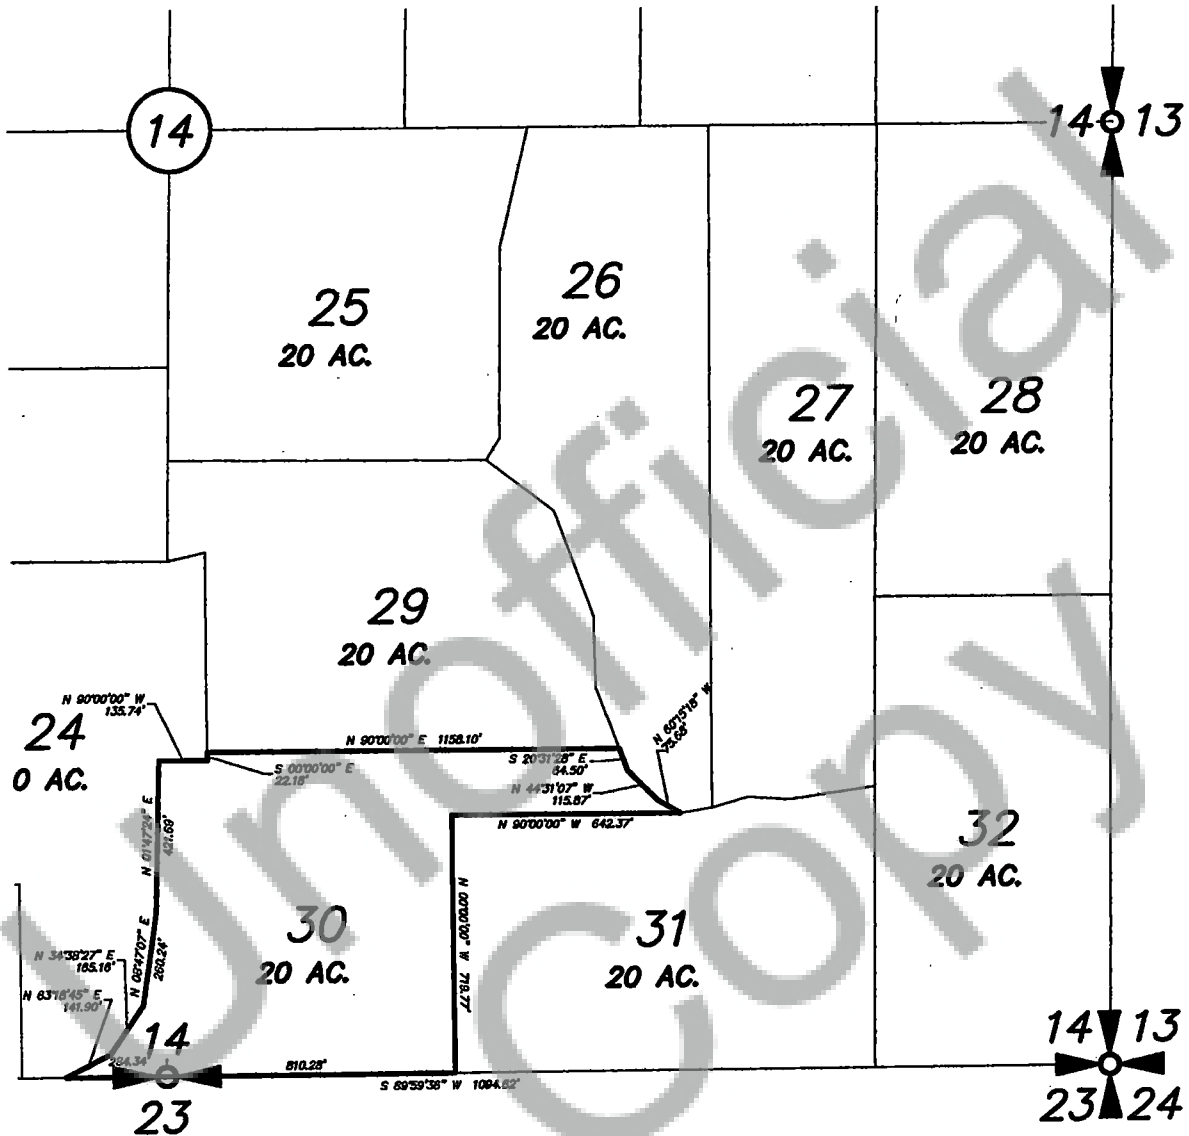 14
14 13
25
20 AC.
26
20 AC.
27
20 AC.
28
20 AC.
29
20 AC.
N 90°00'00" W
135.74'
24
0 AC.
N 90°00'00" E 1158.10'
S 00°00'00" E
22.18'
S 20°31'28" E
64.50'
N 44°31'07" W
115.87'
N 60°15'18" W
75.68'
N 90°00'00" W 642.37'
N 01°47'24" E
421.69'
N 00°00'00" W 719.77'
32
20 AC.
30
20 AC.
31
20 AC.
N 08°47'07" E
260.24'
N 34°38'27" E
165.16'
N 63°18'45" E
141.90'
284.34'
14
23
810.28'
S 89°59'36" W 1094.62'
14 13
23 24
Unofficial
Copy